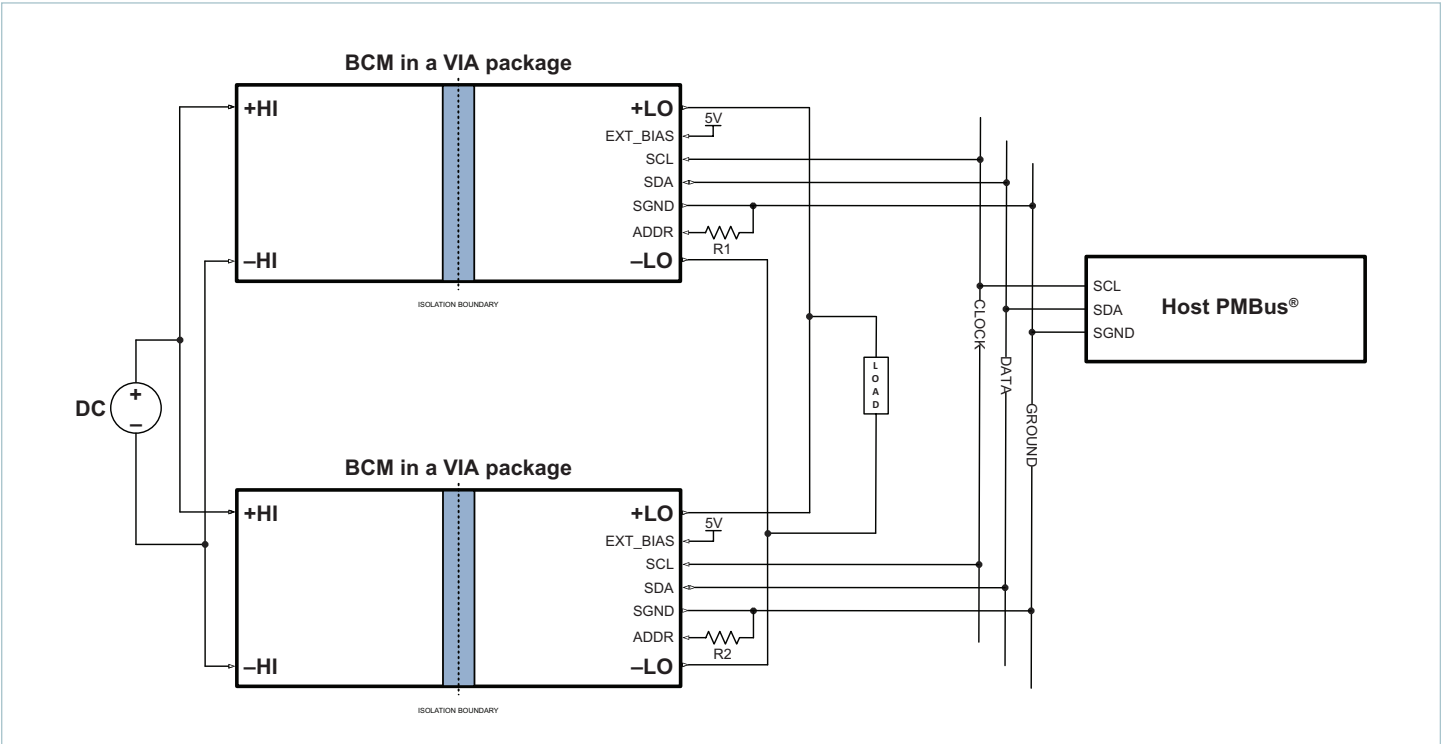 BCM in a VIA package
+HI
–HI
+LO
EXT_BIAS
5V
SCL
SDA
SGND
ADDR
R1
–LO
ISOLATION BOUNDARY
DC
+
–
LOAD
CLOCK
DATA
GROUND
SCL
SDA
SGND
Host PMBus®
BCM in a VIA package
+HI
–HI
+LO
EXT_BIAS
5V
SCL
SDA
SGND
ADDR
R2
–LO
ISOLATION BOUNDARY